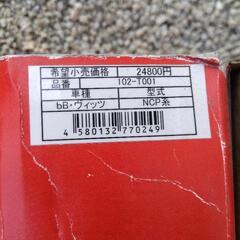 希望小売価格 24800円
品番 102-T001
車種 型式
bB・ヴィッツ NCP系
4 580132 770249